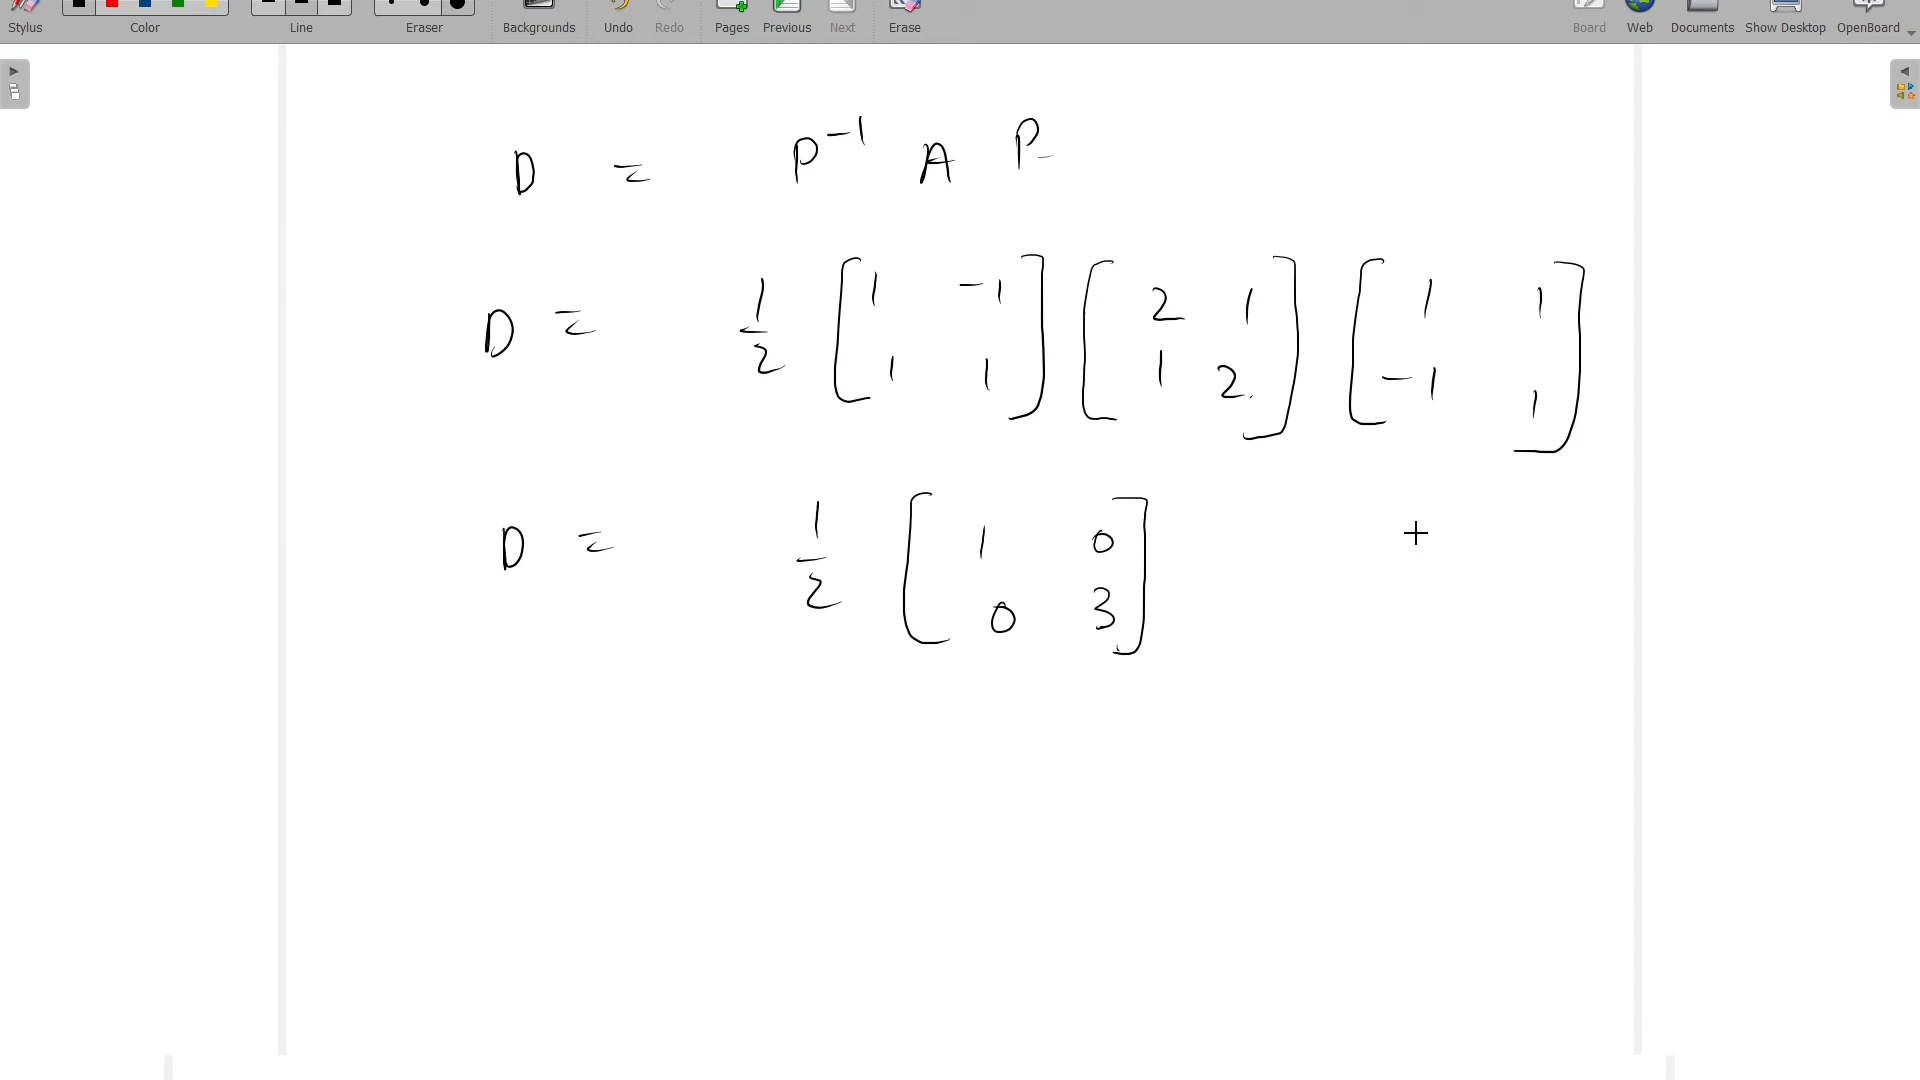 Stylus Color Line Eraser Backgrounds Undo Redo Pages Previous Next Erase Board Web Documents Show Desktop OpenBoard
D = P⁻¹ A P
D = 1/2 [1 -1; 1 1] [2 1; 1 2] [1 1; -1 1]
D = 1/2 [1 0; 0 3]